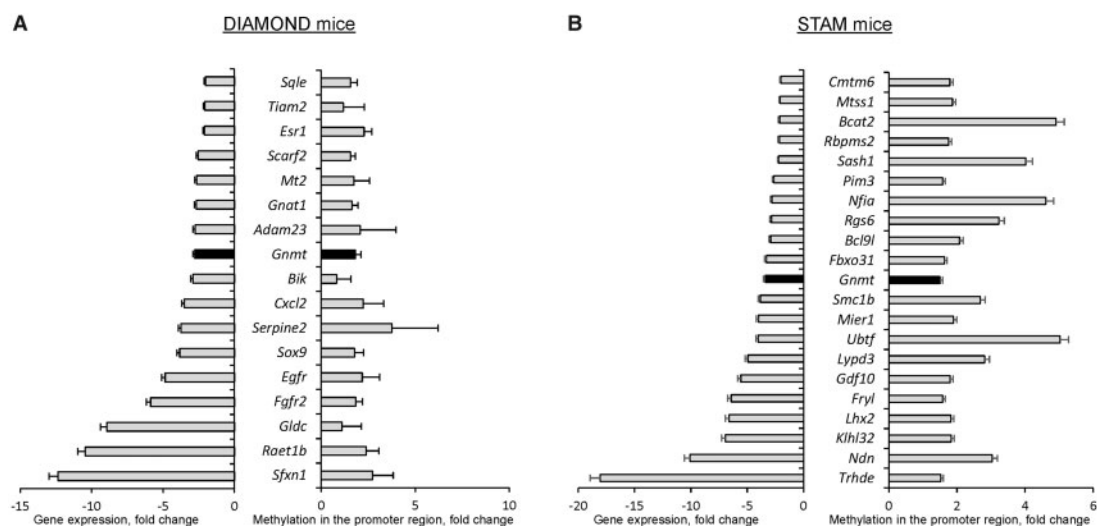 A
DIAMOND mice
Sqle
Tiam2
Esr1
Scarf2
Mt2
Gnat1
Adam23
Gnmt
Bik
Cxcl2
Serpine2
Sox9
Egfr
Fgfr2
Gldc
Raet1b
Sfxn1
-15 -10 -5 0 0 5 10
Gene expression, fold change Methylation in the promoter region, fold change
B
STAM mice
Cmtm6
Mtss1
Bcat2
Rbpms2
Sash1
Pim3
Nfia
Rgs6
Bcl9l
Fbxo31
Gnmt
Smc1b
Mier1
Ubtf
Lypd3
Gdf10
Fryl
Lhx2
Klhl32
Ndn
Trhde
-20 -15 -10 -5 0 0 2 4 6
Gene expression, fold change Methylation in the promoter region, fold change